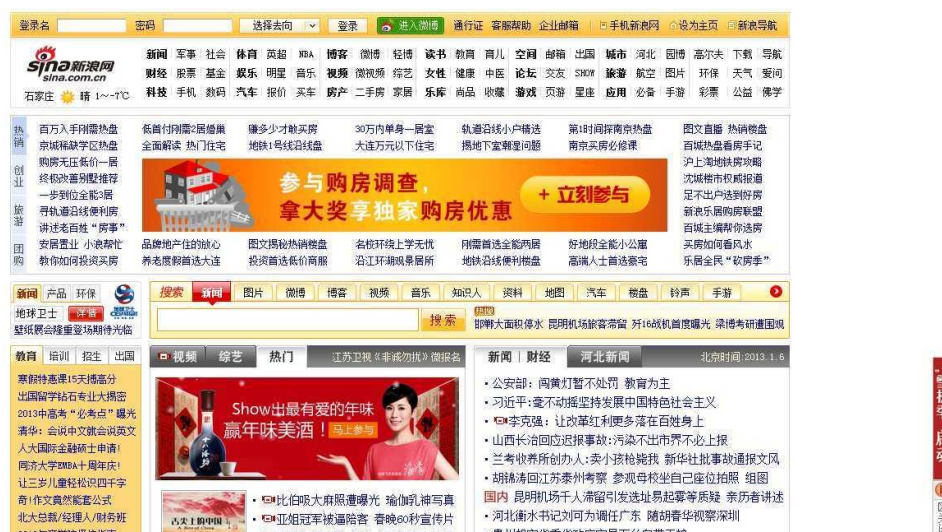 登录名 密码 选择去向 登录 进入微博 通行证 客服帮助 企业邮箱 手机新浪网 设为主页 新浪导航
sina新浪网
sina.com.cn
石家庄 晴 1～-7℃
新闻 军事 社会 体育 英超 NBA 博客 微博 轻博 读书 教育 育儿 空间 邮箱 出国 城市 河北 园博 高尔夫 下载 导航
财经 股票 基金 娱乐 明星 音乐 视频 微视频 综艺 女性 健康 中医 论坛 交友 SHOW 旅游 航空 图片 环保 天气 爱问
科技 手机 数码 汽车 报价 买车 房产 二手房 家居 乐库 尚品 收藏 游戏 页游 星座 应用 必备 手游 彩票 公益 佛学
热销
创业
旅游
团购
百万人手刚需热盘 低首付刚需2居婚巢 赚多少才敢买房 30万内单身一居室 轨道沿线小户精选 第1时间探南京热盘 图文直播 热销楼盘
京城稀缺学区热盘 全面解读 热门住宅 地铁1号线沿线盘 大连万元以下住宅 揭地下室潮湿问题 南京买房必修课 百城热盘看房手记
购房无压低价一居
终极改善别墅推荐
一步到位全能3居
寻轨道沿线便利房
讲述老百姓“房事”
参与购房调查，
拿大奖享独家购房优惠
+ 立刻参与
沪上淘地铁房攻略
沈城楼市权威报道
足不出户选到好房
新浪乐居购房联盟
百城主编帮你选房
安居置业 小浪帮忙 品牌地产住的放心 图文揭秘热销楼盘 名校环绕上学无忧 刚需首选全能两居 好地段全能小公寓 买房如何看风水
教你如何投资买房 养老度假首选大连 投资首选低价商服 沿江环湖观景居所 地铁沿线便利楼盘 高端人士首选豪宅 乐居全民“砍房季”
新闻 产品 环保
地球卫士 详情
壁纸展会隆重登场期待光临
搜索 新闻 图片 微博 博客 视频 音乐 知识人 资料 地图 汽车 楼盘 铃声 手游
搜索
邯郸大面积停水 昆明机场旅客滞留 歼16战机首度曝光 梁博考研遭围观
教育 培训 招生 出国
寒假特惠课15天搏高分
出国留学钻石专业大揭密
2013中高考“必考点”曝光
清华：会说中文就会说英文
人大国际金融硕士申请!
同济大学EMBA十周年庆!
让三岁儿童轻松识四千字
奇!作文竟然能套公式
北大总裁/经理人/财务班
视频 综艺 热门 江苏卫视《非诚勿扰》微报名
Show出最有爱的年味
赢年味美酒！ 马上参与
舌尖上的中国
比伯吸大麻照遭曝光 瑜伽乳神写真
亚姐冠军被逼陪客 春晚60秒宣传片
新闻 | 财经 河北新闻 北京时间:2013.1.6
公安部：闯黄灯暂不处罚 教育为主
习近平:毫不动摇坚持发展中国特色社会主义
李克强：让改革红利更多落在百姓身上
山西长治回应迟报事故:污染不出市界不必上报
兰考收养所创办人:卖小孩枪毙我 新华社批事故通报文风
胡锦涛回江苏泰州考察 参观母校坐自己座位拍照 组图
国内 昆明机场千人滞留引发选址易起雾等质疑 亲历者讲述
河北衡水书记刘可为调任广东 随胡春华视察深圳